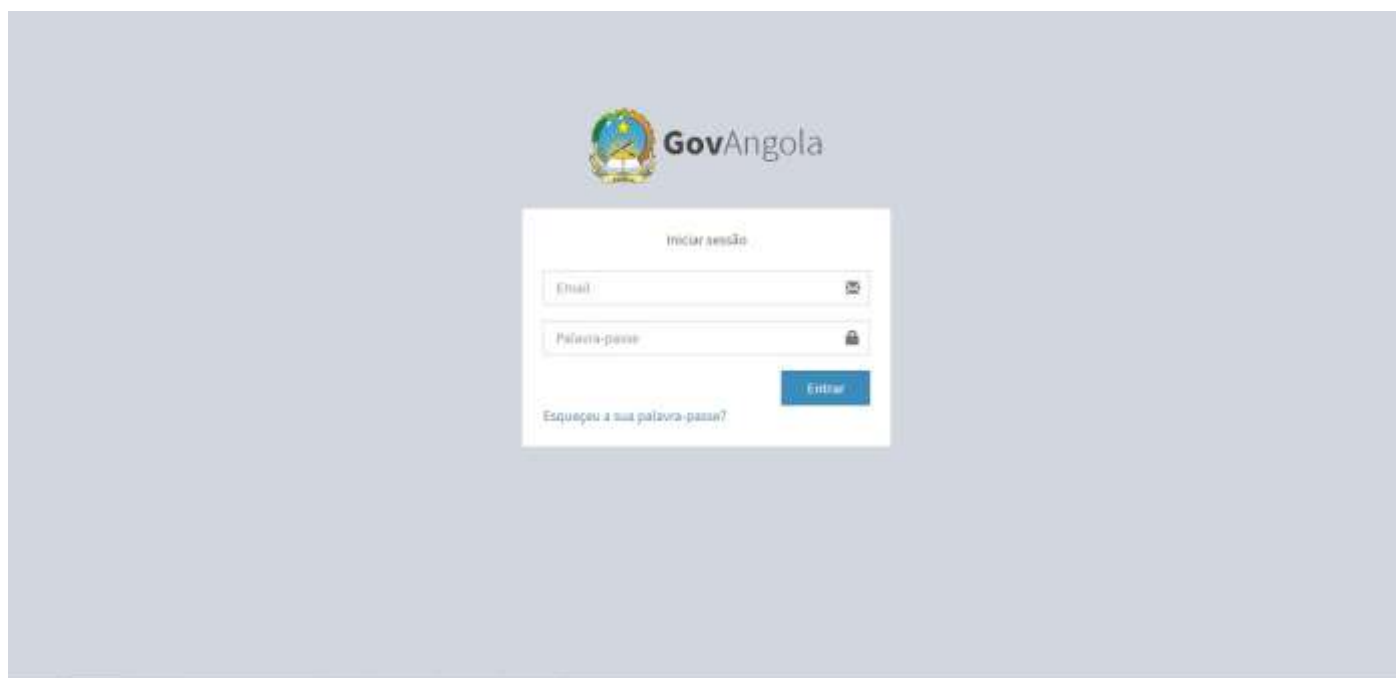 GovAngola
Iniciar sessão
Email
Palavra-passe
Entrar
Esqueçeu a sua palavra-passe?